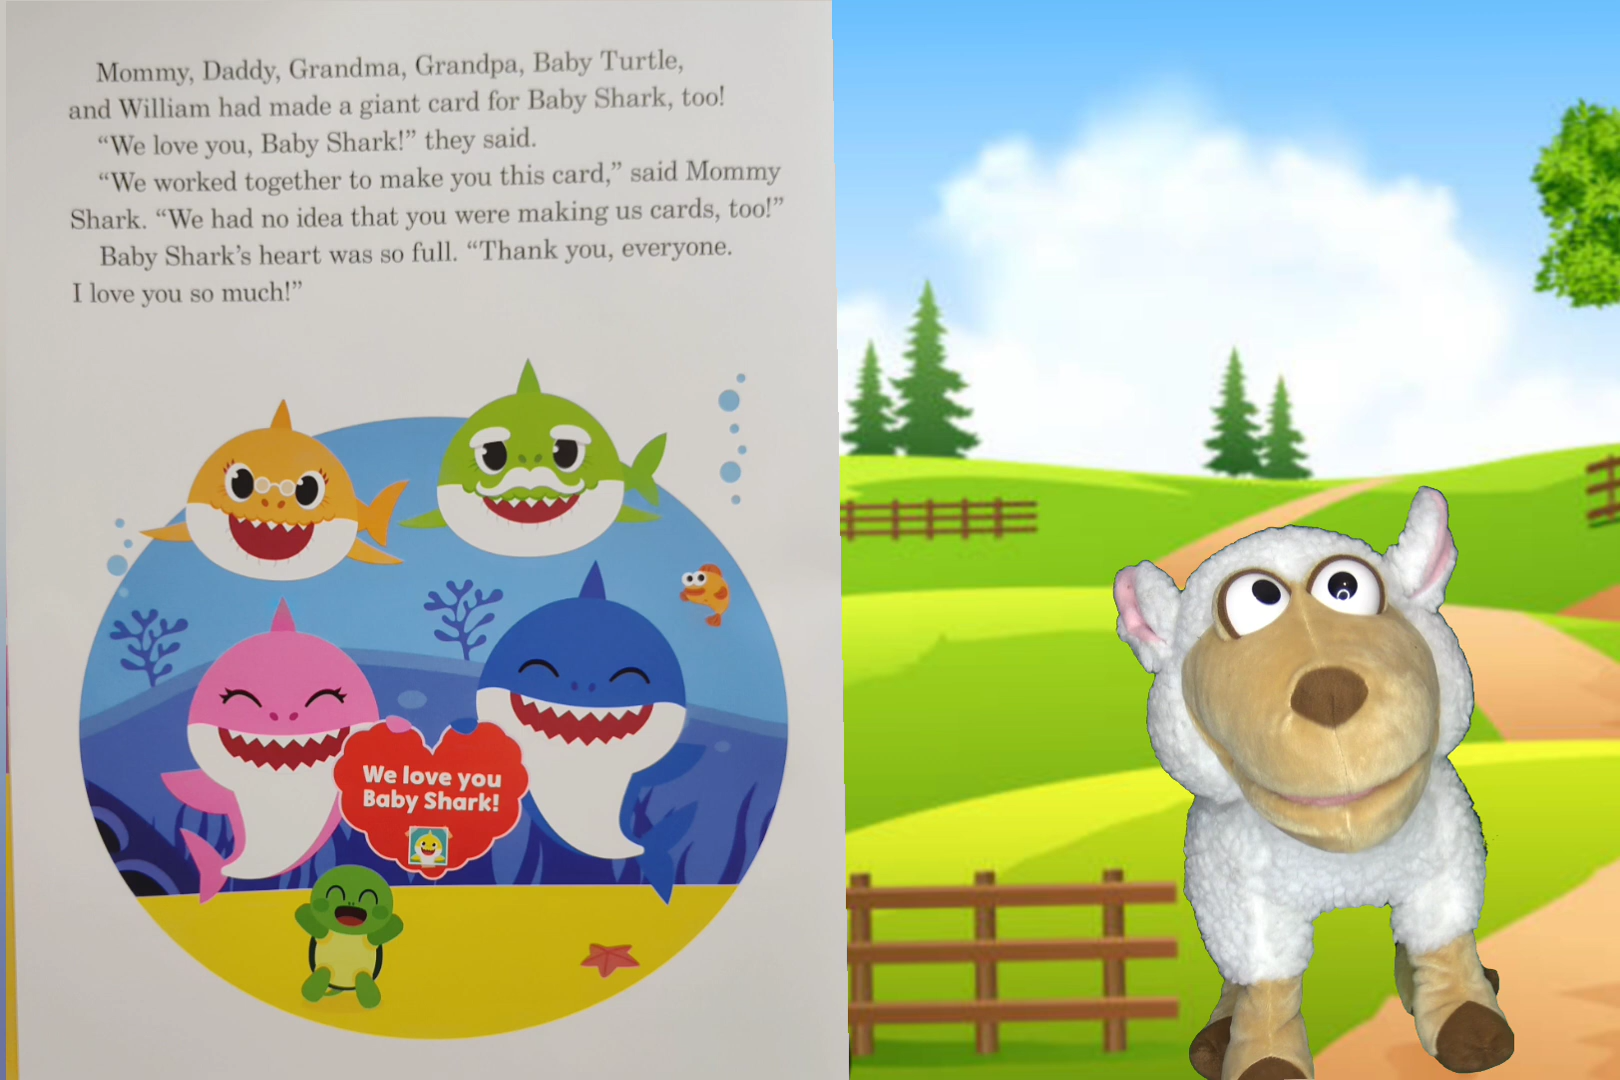 Mommy, Daddy, Grandma, Grandpa, Baby Turtle,
and William had made a giant card for Baby Shark, too!
“We love you, Baby Shark!” they said.
“We worked together to make you this card,” said Mommy
Shark. “We had no idea that you were making us cards, too!”
Baby Shark’s heart was so full. “Thank you, everyone.
I love you so much!”
We love you
Baby Shark!